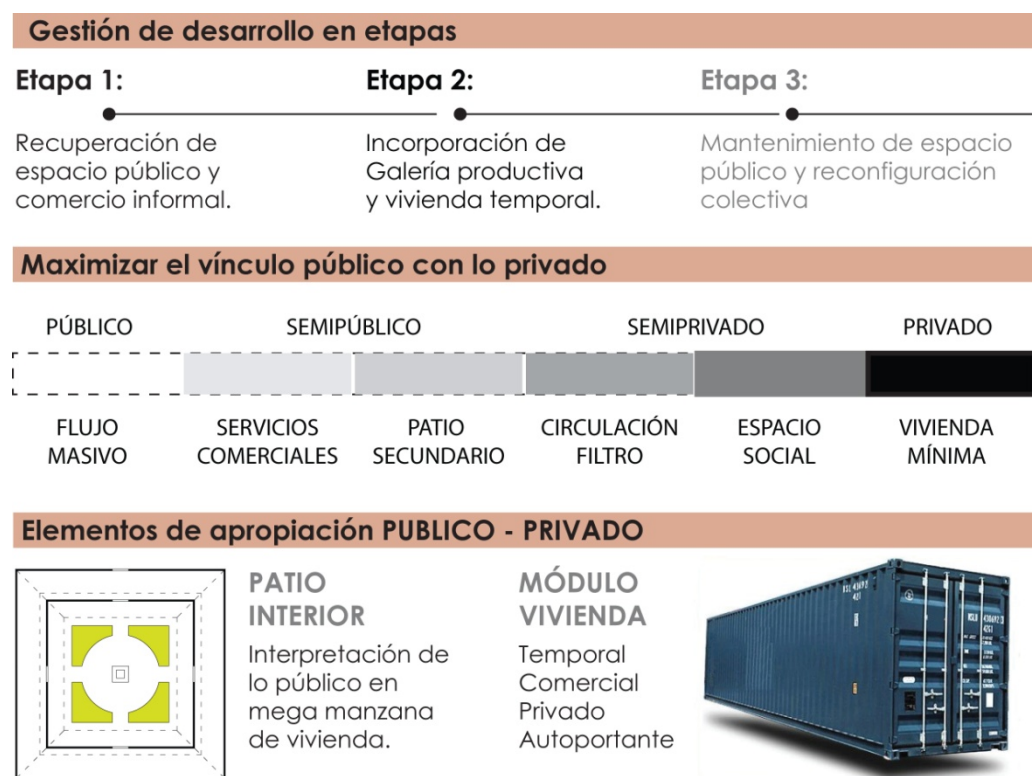 Gestión de desarrollo en etapas
Etapa 1:
Recuperación de
espacio público y
comercio informal.
Etapa 2:
Incorporación de
Galería productiva
y vivienda temporal.
Etapa 3:
Mantenimiento de espacio
público y reconfiguración
colectiva
Maximizar el vínculo público con lo privado
PÚBLICO
SEMIPÚBLICO
SEMIPRIVADO
PRIVADO
FLUJO
MASIVO
SERVICIOS
COMERCIALES
PATIO
SECUNDARIO
CIRCULACIÓN
FILTRO
ESPACIO
SOCIAL
VIVIENDA
MÍNIMA
Elementos de apropiación PUBLICO - PRIVADO
PATIO
INTERIOR
Interpretación de
lo público en
mega manzana
de vivienda.
MÓDULO
VIVIENDA
Temporal
Comercial
Privado
Autoportante